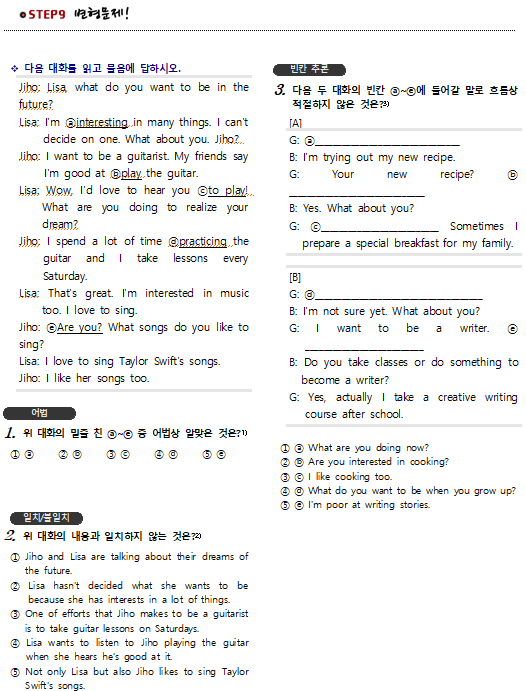 STEP9 변형문제!
❖ 다음 대화를 읽고 물음에 답하시오.
Jiho: Lisa, what do you want to be in the
future?
Lisa: I'm ⓐinteresting in many things. I can't
decide on one. What about you, Jiho?
Jiho: I want to be a guitarist. My friends say
I'm good at ⓑplay the guitar.
Lisa: Wow, I'd love to hear you ⓒto play!
What are you doing to realize your
dream?
Jiho: I spend a lot of time ⓓpracticing the
guitar and I take lessons every
Saturday.
Lisa: That's great. I'm interested in music
too. I love to sing.
Jiho: ⓔAre you? What songs do you like to
sing?
Lisa: I love to sing Taylor Swift's songs.
Jiho: I like her songs too.
어법
1. 위 대화의 밑줄 친 ⓐ~ⓔ 중 어법상 알맞은 것은?1)
① ⓐ ② ⓑ ③ ⓒ ④ ⓓ ⑤ ⓔ
일치/불일치
2. 위 대화의 내용과 일치하지 않는 것은?2)
① Jiho and Lisa are talking about their dreams of
the future.
② Lisa hasn't decided what she wants to be
because she has interests in a lot of things.
③ One of efforts that Jiho makes to be a guitarist
is to take guitar lessons on Saturdays.
④ Lisa wants to listen to Jiho playing the guitar
when she hears he's good at it.
⑤ Not only Lisa but also Jiho likes to sing Taylor
Swift's songs.
빈칸 추론
3. 다음 두 대화의 빈칸 ⓐ~ⓔ에 들어갈 말로 흐름상
적절하지 않은 것은?3)
[A]
G: ⓐ
B: I'm trying out my new recipe.
G: Your new recipe? ⓑ
B: Yes. What about you?
G: ⓒ Sometimes I
prepare a special breakfast for my family.
[B]
G: ⓓ
B: I'm not sure yet. What about you?
G: I want to be a writer. ⓔ
B: Do you take classes or do something to
become a writer?
G: Yes, actually I take a creative writing
course after school.
① ⓐ What are you doing now?
② ⓑ Are you interested in cooking?
③ ⓒ I like cooking too.
④ ⓓ What do you want to be when you grow up?
⑤ ⓔ I'm poor at writing stories.